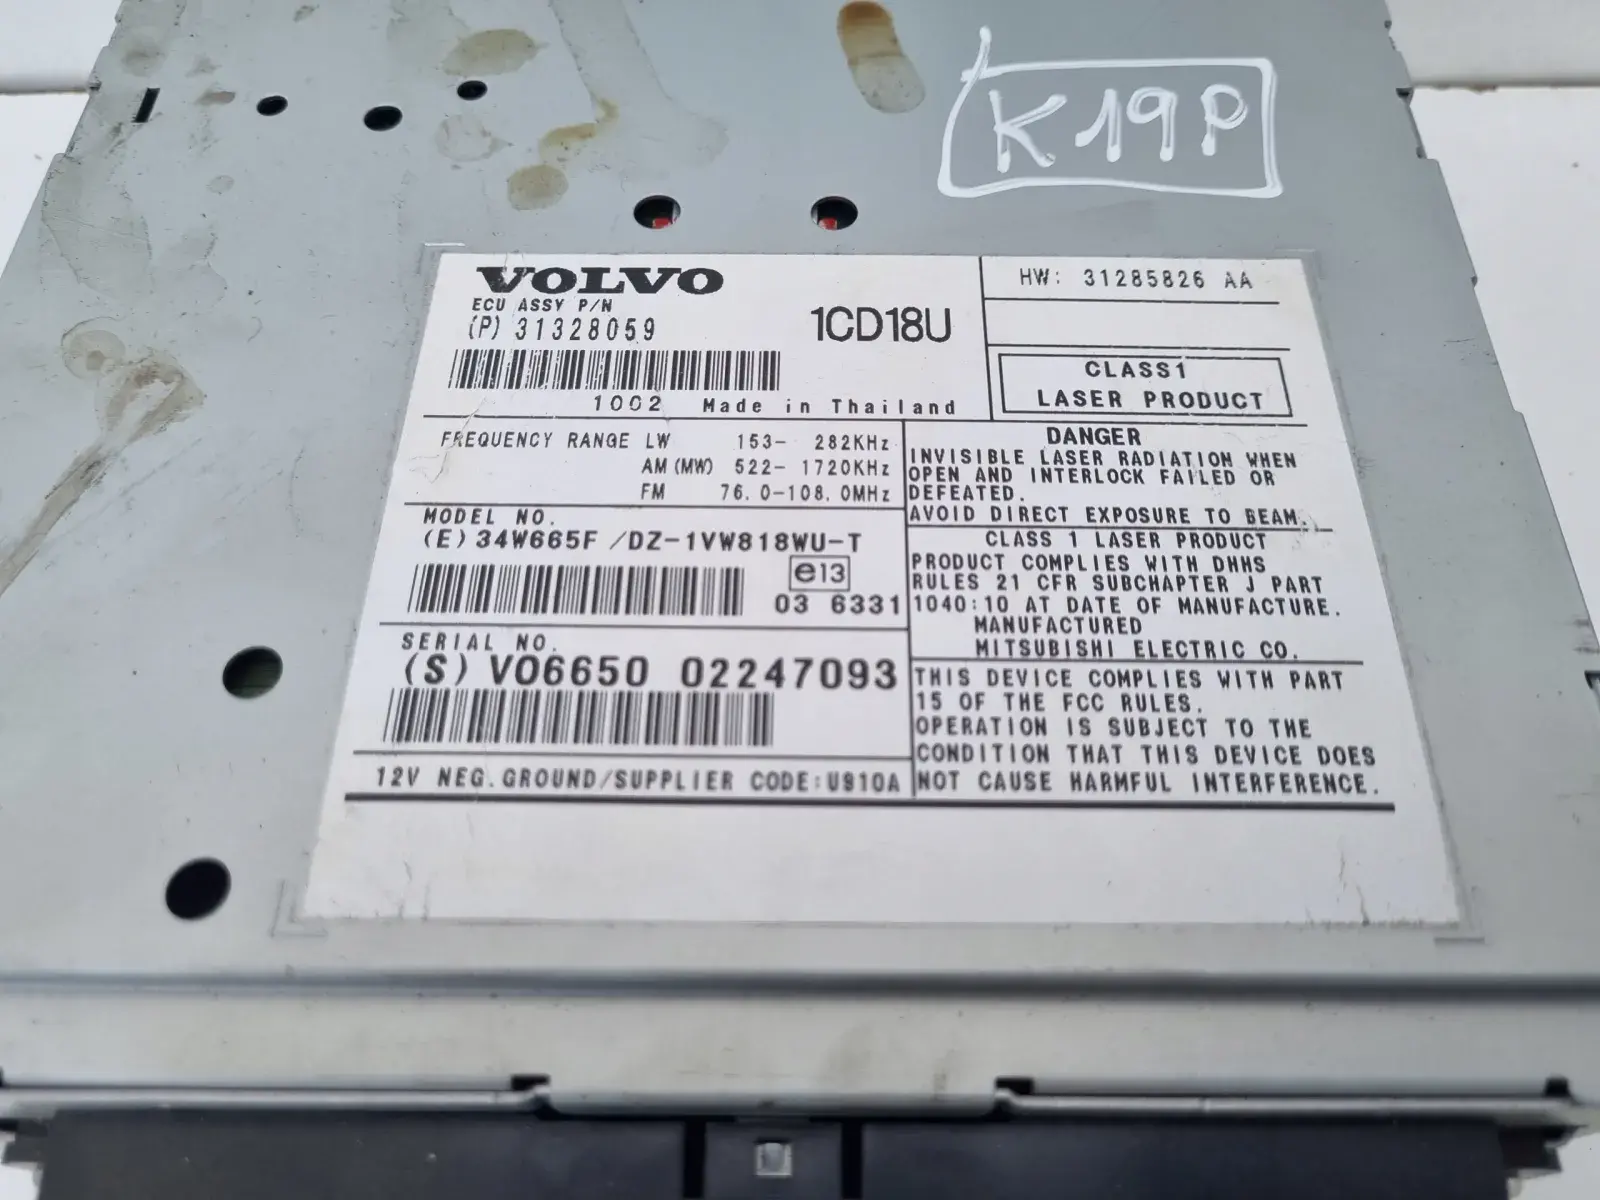 K19P
VOLVO
ECU ASSY P/N
(P) 31328059
1CD18U
1002 Made in Thailand
HW: 31285826 AA
CLASS1
LASER PRODUCT
FREQUENCY RANGE LW 153- 282KHz
AM(MW) 522- 1720KHz
FM 76.0-108.0MHz
MODEL NO.
(E) 34W665F /DZ-1VW818WU-T
e13
03 6331
SERIAL NO.
(S) VO6650 02247093
12V NEG.GROUND/SUPPLIER CODE:U910A
DANGER
INVISIBLE LASER RADIATION WHEN
OPEN AND INTERLOCK FAILED OR
DEFEATED.
AVOID DIRECT EXPOSURE TO BEAM.
CLASS 1 LASER PRODUCT
PRODUCT COMPLIES WITH DHHS
RULES 21 CFR SUBCHAPTER J PART
1040:10 AT DATE OF MANUFACTURE.
MANUFACTURED
MITSUBISHI ELECTRIC CO.
THIS DEVICE COMPLIES WITH PART
15 OF THE FCC RULES.
OPERATION IS SUBJECT TO THE
CONDITION THAT THIS DEVICE DOES
NOT CAUSE HARMFUL INTERFERENCE.